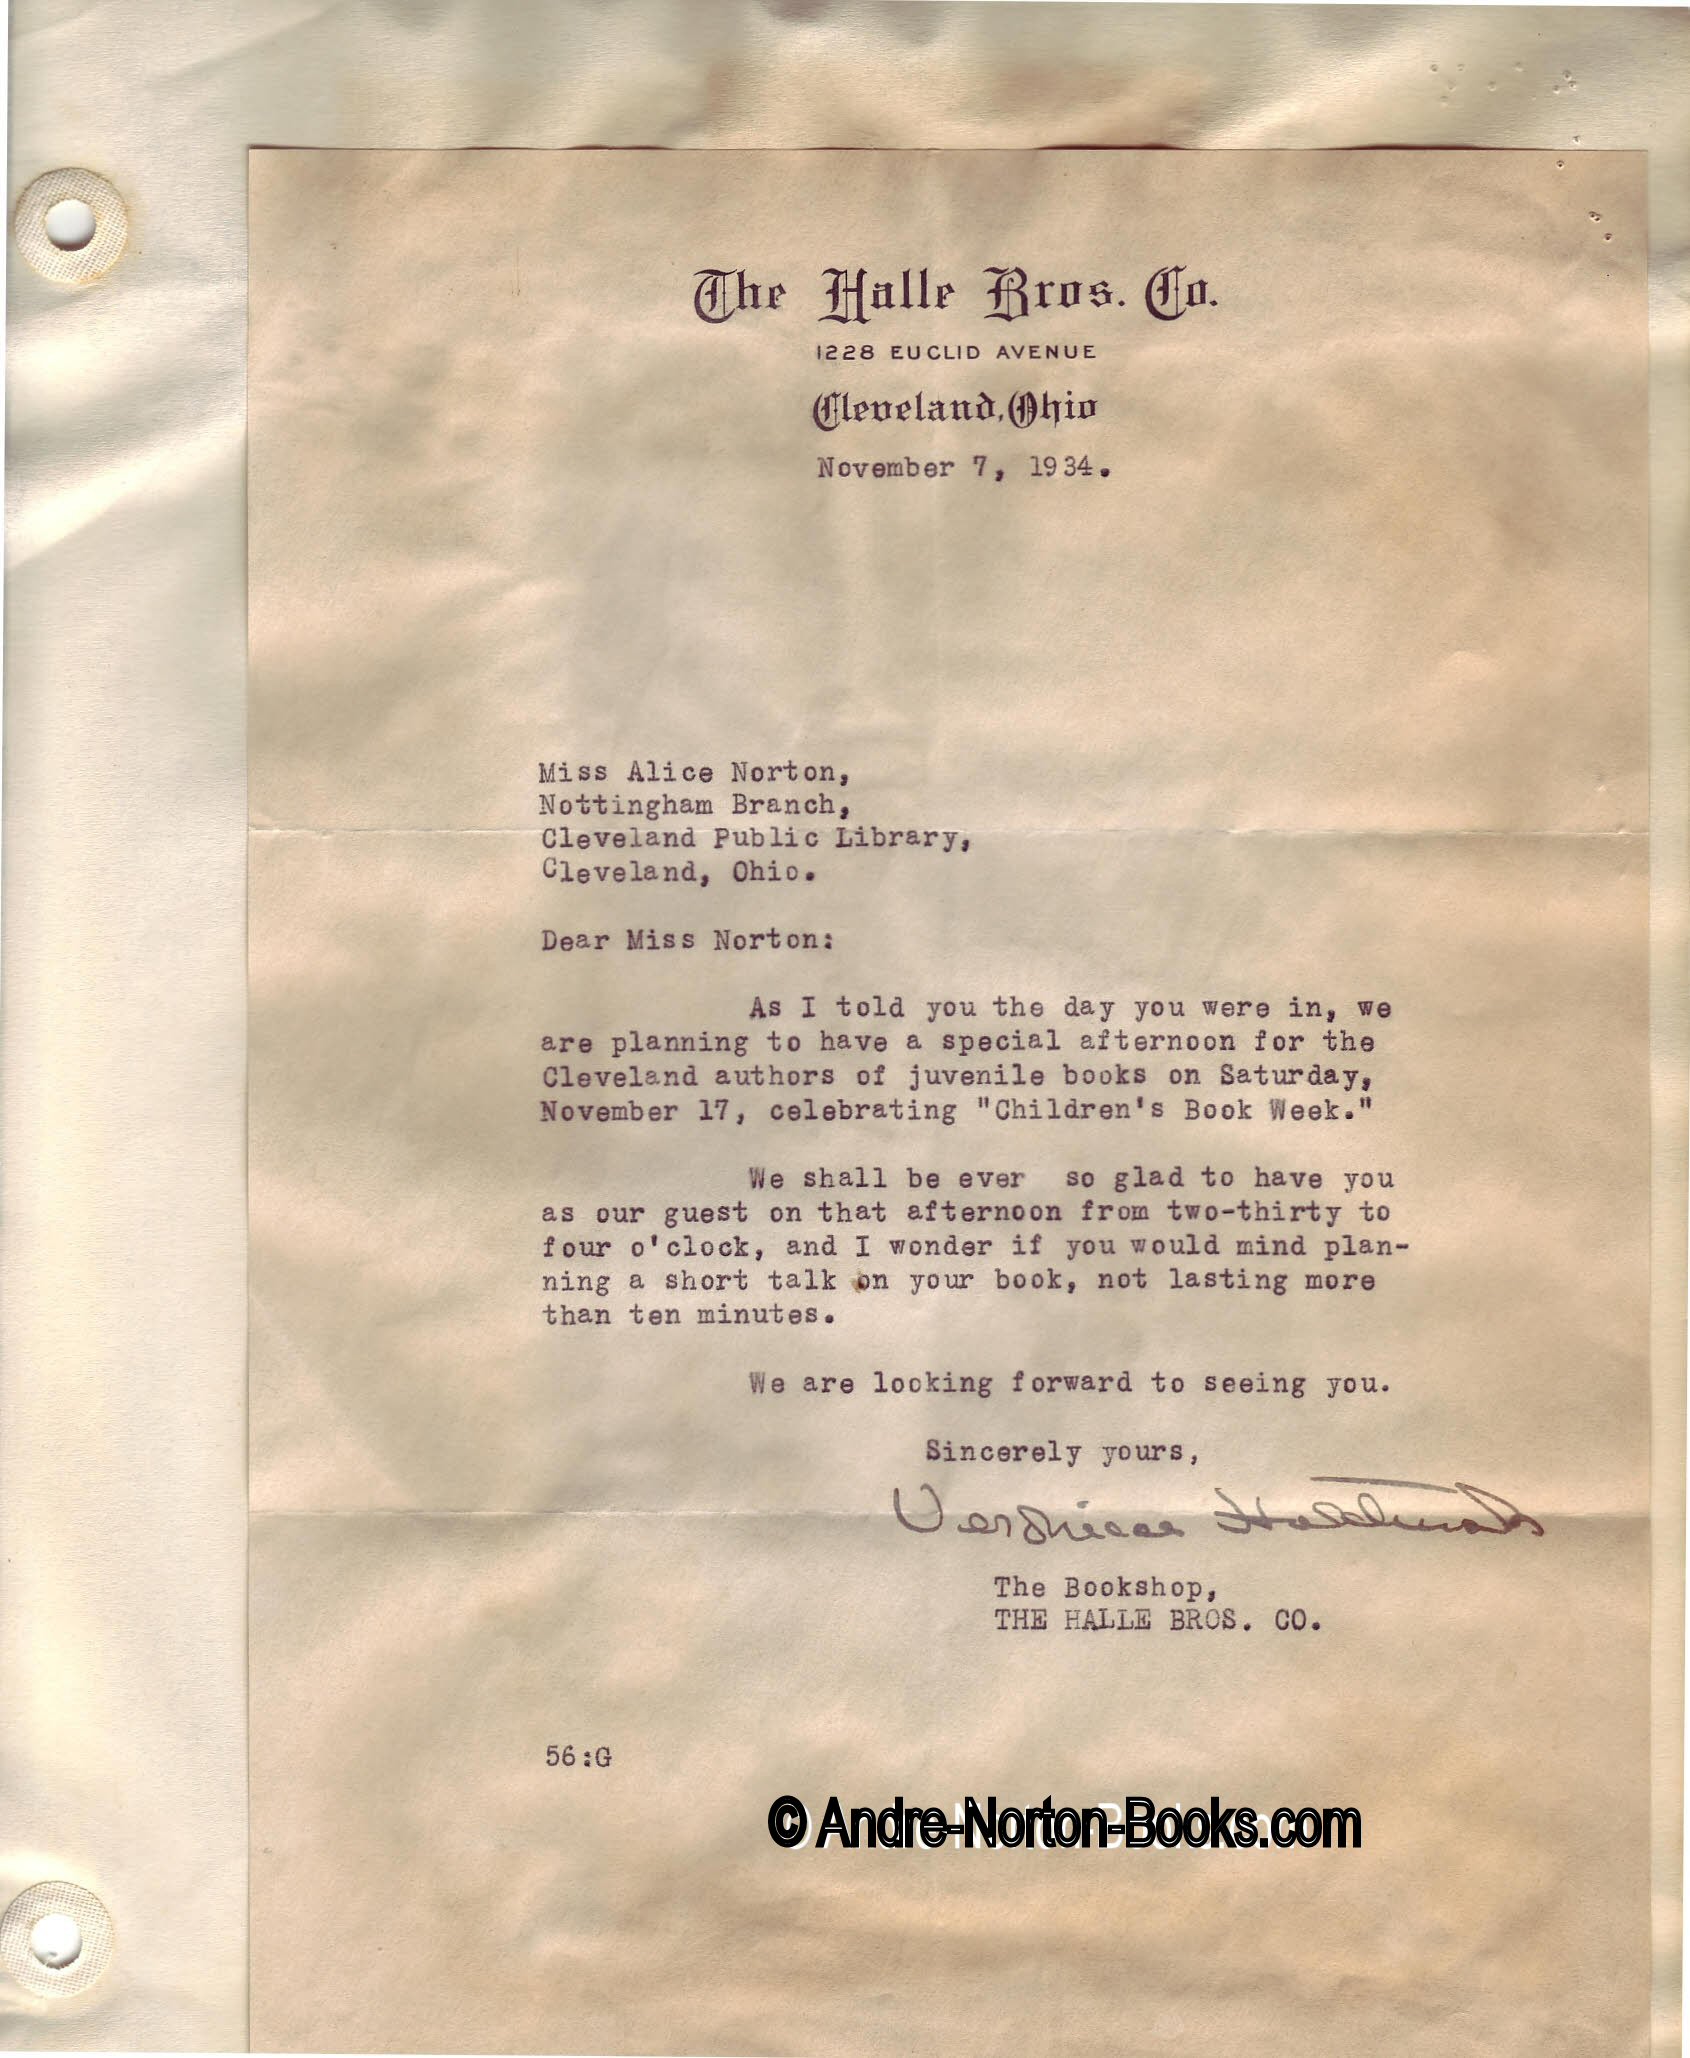 The Halle Bros. Co.
1228 EUCLID AVENUE
Cleveland, Ohio
November 7, 1934.
Miss Alice Norton,
Nottingham Branch,
Cleveland Public Library,
Cleveland, Ohio.
Dear Miss Norton:
As I told you the day you were in, we
are planning to have a special afternoon for the
Cleveland authors of juvenile books on Saturday,
November 17, celebrating "Children's Book Week."
We shall be ever so glad to have you
as our guest on that afternoon from two-thirty to
four o'clock, and I wonder if you would mind plan-
ning a short talk on your book, not lasting more
than ten minutes.
We are looking forward to seeing you.
Sincerely yours,
The Bookshop,
THE HALLE BROS. CO.
56:G
© Andre-Norton-Books.com